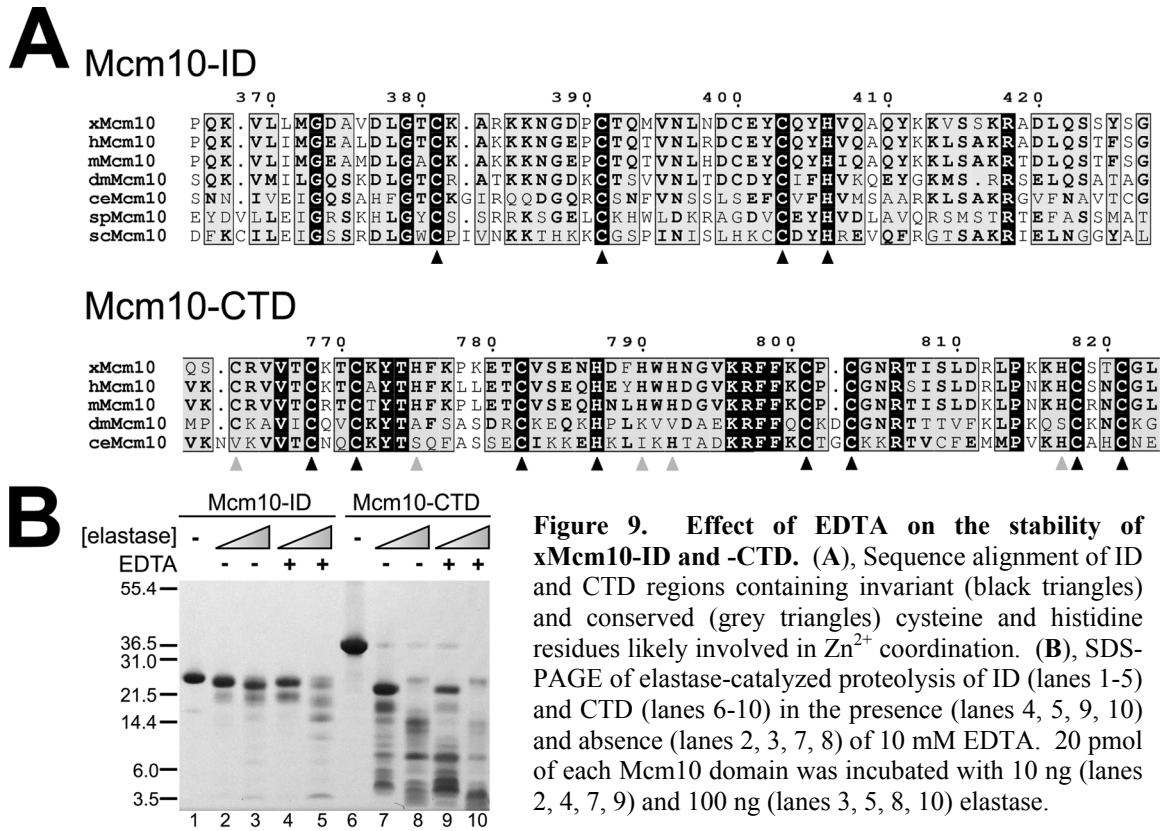 A
Mcm10-ID
370 380 390 400 410 420
xMcm10 PQK.VLLMGDAVDLGTCK.ARKKNGDPCTQMVNLNDCEYCQYHVQAQYKKVSSKRADLQSSYSG
hMcm10 PQK.VLIMGEALDLGTCK.AKKKNGEPCTQTVNLRDCEYCQYHVQAQYKKLSAKRADLQSTFSG
mMcm10 PQK.VLIMGEAMDLGACK.AKKKNGEPCTQTVNLHDCEYCQYHIQAQYKKLSAKRTDLQSTFSG
dmMcm10 SQK.VMILGQSKDLGTCR.ATKKNGDKCTSVVNLTDCDYCIFHVKQEYGKMS.RRSELQSATAG
ceMcm10 SNN.IVEIGQSAHFGTCKGIRQQDGQRCSNFVNSSLSEFCVFHVMSAARKLSAKRGVFNAVTCG
spMcm10 EYDVLLEIGRSKHLGYCS.SRRKSGELCKHWLDKRAGDVCEYHVDLAVQRSMSTRTEFASSMAT
scMcm10 DFKCILEIGSSRDLGWCPIVNKKTHKKCGSPINISLHKCCDYHREVQFRGTSAKRIELNGGYAL
Mcm10-CTD
770 780 790 800 810 820
xMcm10 QS.CRVVTCKTCKYTHFKPKETCVSENHDFHWHNGVKRFFKCP.CGNRTISLDRLPKKHCSTCGL
hMcm10 VK.CRVVTCKTCAYTHFKLLETCVSEQHEYHWHDGVKRFFKCP.CGNRSISLDRLPNKHCSNCGL
mMcm10 VK.CRVVTCRTCTYTHFKPLETCVSEQHNLHWHDGVKRFFKCP.CGNRTISLDKLPNKHCRNCGL
dmMcm10 MP.CKAVICQVCKYTAFSASDRCKEQKHPLKVVDAEKRFFQCKD.CGNRTTTVFKLPKQSCKNCKG
ceMcm10 VKNVKVVTCNQCKYTSQFSASSECIKKEHKLIKHTADKRFFKCTGCKKRTVCFEMMPVKHCAHCNE
B
Mcm10-ID Mcm10-CTD
[elastase] - -
EDTA - - + + - - + +
55.4
36.5
31.0
21.5
14.4
6.0
3.5
1 2 3 4 5 6 7 8 9 10
Figure 9. Effect of EDTA on the stability of
xMcm10-ID and -CTD. (A), Sequence alignment of ID
and CTD regions containing invariant (black triangles)
and conserved (grey triangles) cysteine and histidine
residues likely involved in Zn2+ coordination. (B), SDS-
PAGE of elastase-catalyzed proteolysis of ID (lanes 1-5)
and CTD (lanes 6-10) in the presence (lanes 4, 5, 9, 10)
and absence (lanes 2, 3, 7, 8) of 10 mM EDTA. 20 pmol
of each Mcm10 domain was incubated with 10 ng (lanes
2, 4, 7, 9) and 100 ng (lanes 3, 5, 8, 10) elastase.